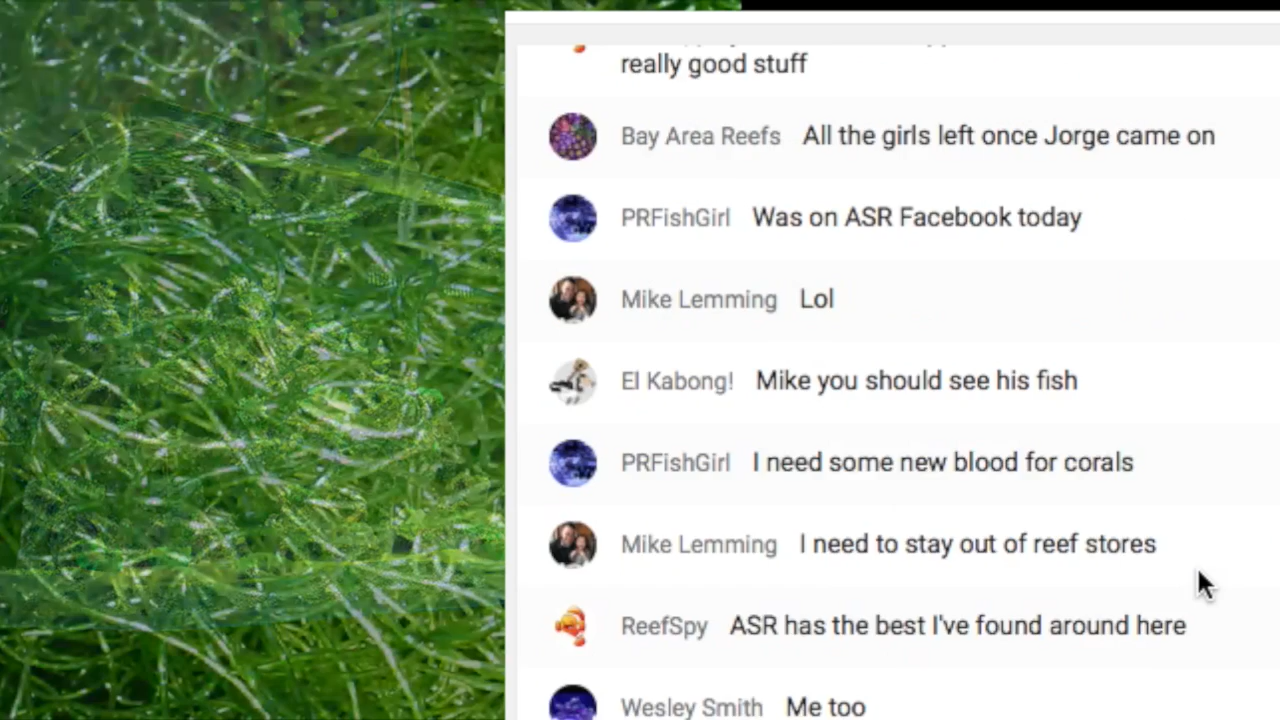 really good stuff
Bay Area Reefs All the girls left once Jorge came on
PRFishGirl Was on ASR Facebook today
Mike Lemming Lol
El Kabong! Mike you should see his fish
PRFishGirl I need some new blood for corals
Mike Lemming I need to stay out of reef stores
ReefSpy ASR has the best I've found around here
Wesley Smith Me too